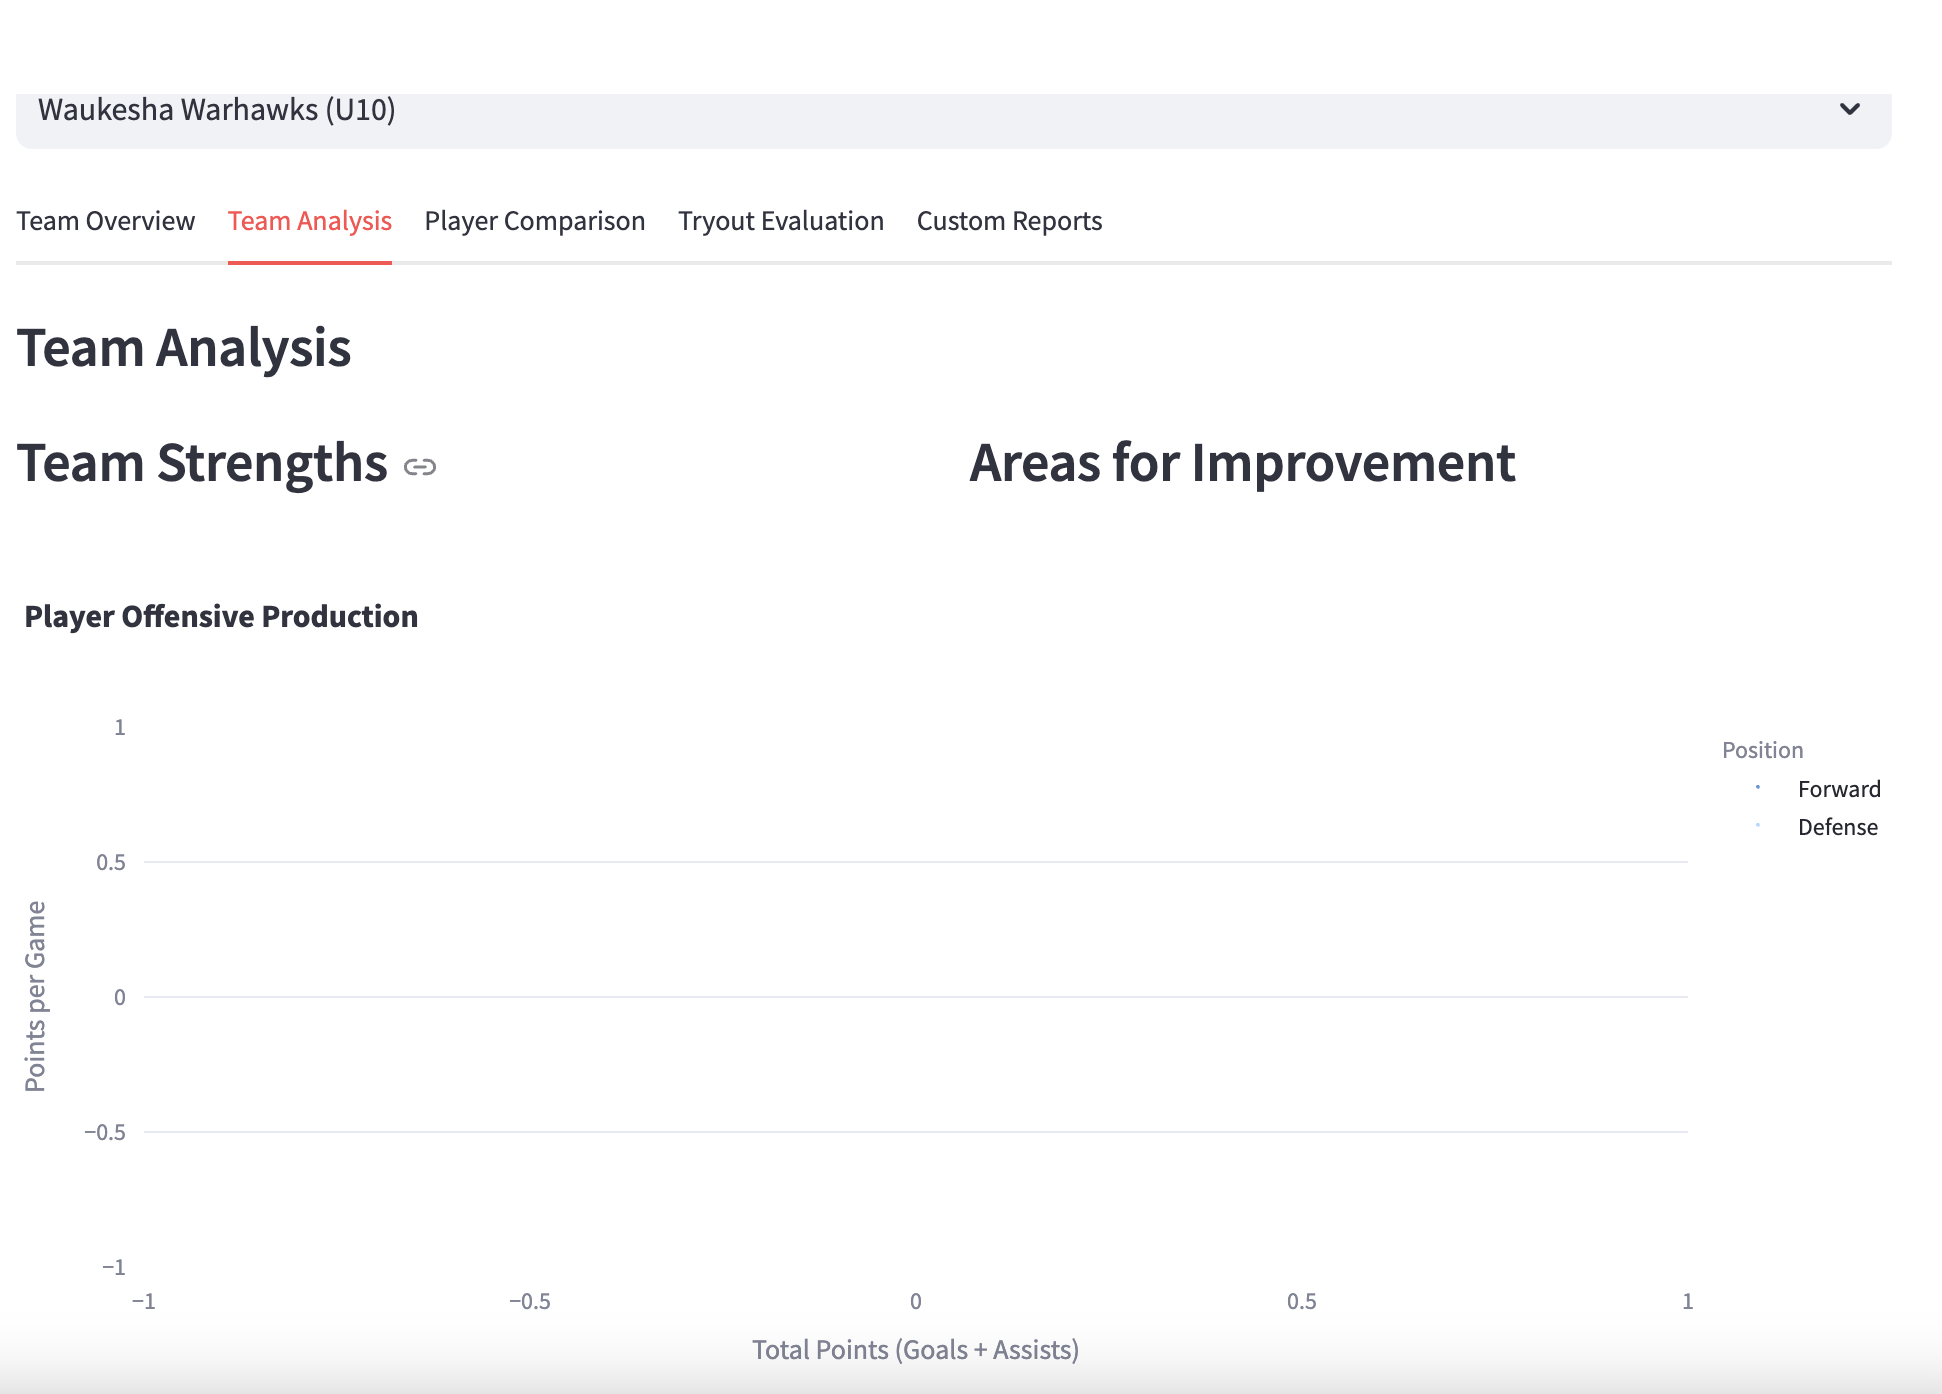 Waukesha Warhawks (U10)
Team Overview Team Analysis Player Comparison Tryout Evaluation Custom Reports
Team Analysis
Team Strengths
Areas for Improvement
Player Offensive Production
1
0.5
0
−0.5
−1
Points per Game
−1 −0.5 0 0.5 1
Total Points (Goals + Assists)
Position
Forward
Defense